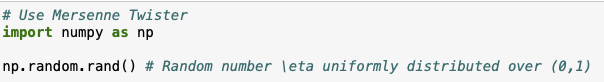 # Use Mersenne Twister
import numpy as np
np.random.rand() # Random number \eta uniformly distributed over (0,1)